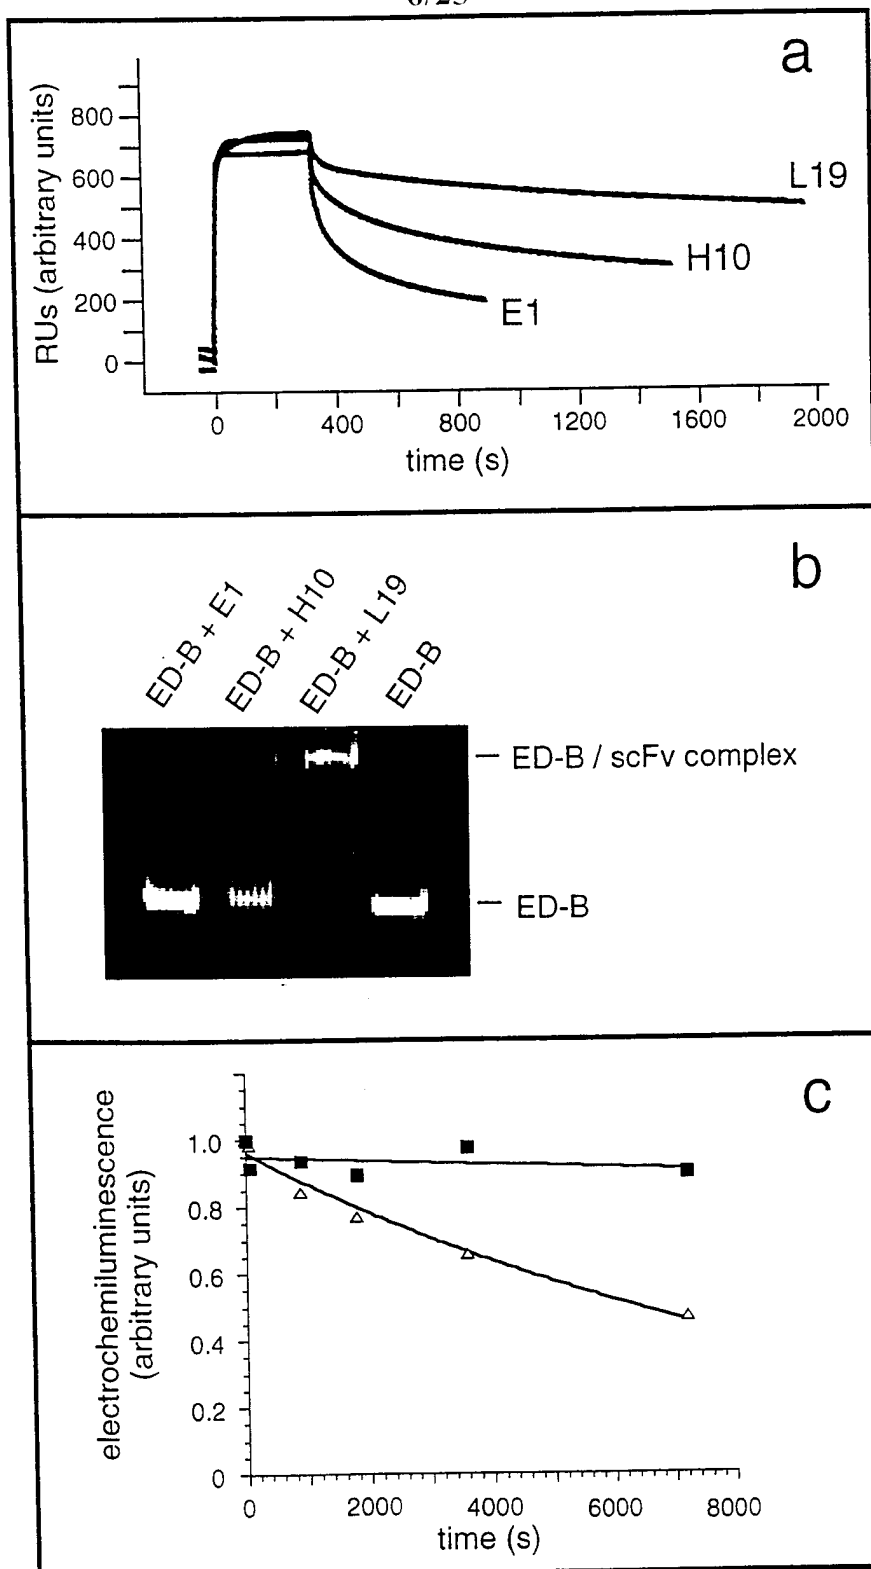 a
800
600
400
200
0
RUs (arbitrary units)
L19
H10
E1
0 400 800 1200 1600 2000
time (s)
b
ED-B + E1
ED-B + H10
ED-B + L19
ED-B
ED-B / scFv complex
ED-B
c
electrochemiluminescence
(arbitrary units)
1.0
0.8
0.6
0.4
0.2
0
0 2000 4000 6000 8000
time (s)